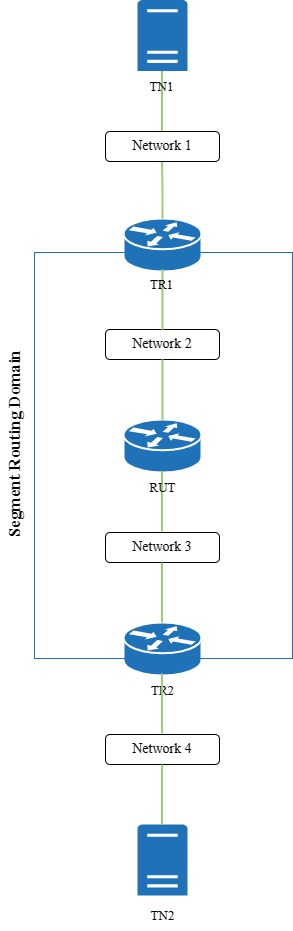 TN1
Network 1
TR1
Network 2
Segment Routing Domain
RUT
Network 3
TR2
Network 4
TN2